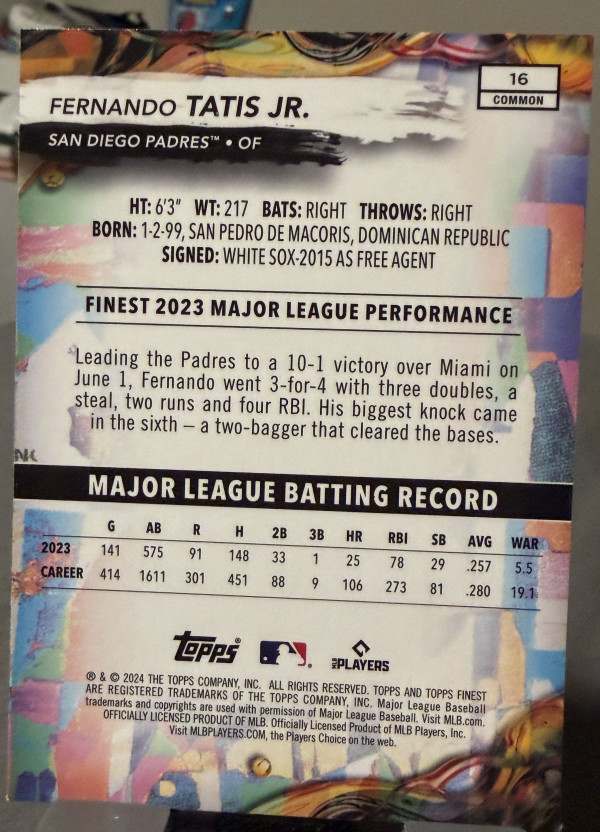 16
COMMON
FERNANDO TATIS JR.
SAN DIEGO PADRES™ • OF
HT: 6'3" WT: 217 BATS: RIGHT THROWS: RIGHT
BORN: 1-2-99, SAN PEDRO DE MACORIS, DOMINICAN REPUBLIC
SIGNED: WHITE SOX-2015 AS FREE AGENT
FINEST 2023 MAJOR LEAGUE PERFORMANCE
Leading the Padres to a 10-1 victory over Miami on
June 1, Fernando went 3-for-4 with three doubles, a
steal, two runs and four RBI. His biggest knock came
in the sixth – a two-bagger that cleared the bases.
NK
MAJOR LEAGUE BATTING RECORD
G AB R H 2B 3B HR RBI SB AVG WAR
2023 141 575 91 148 33 1 25 78 29 .257 5.5
CAREER 414 1611 301 451 88 9 106 273 81 .280 19.1
topps® MLB PLAYERS
® & © 2024 THE TOPPS COMPANY, INC. ALL RIGHTS RESERVED. TOPPS AND TOPPS FINEST
ARE REGISTERED TRADEMARKS OF THE TOPPS COMPANY, INC. Major League Baseball
trademarks and copyrights are used with permission of Major League Baseball. Visit MLB.com.
OFFICIALLY LICENSED PRODUCT OF MLB. Officially Licensed Product of MLB Players, Inc.
Visit MLBPLAYERS.COM, the Players Choice on the web.